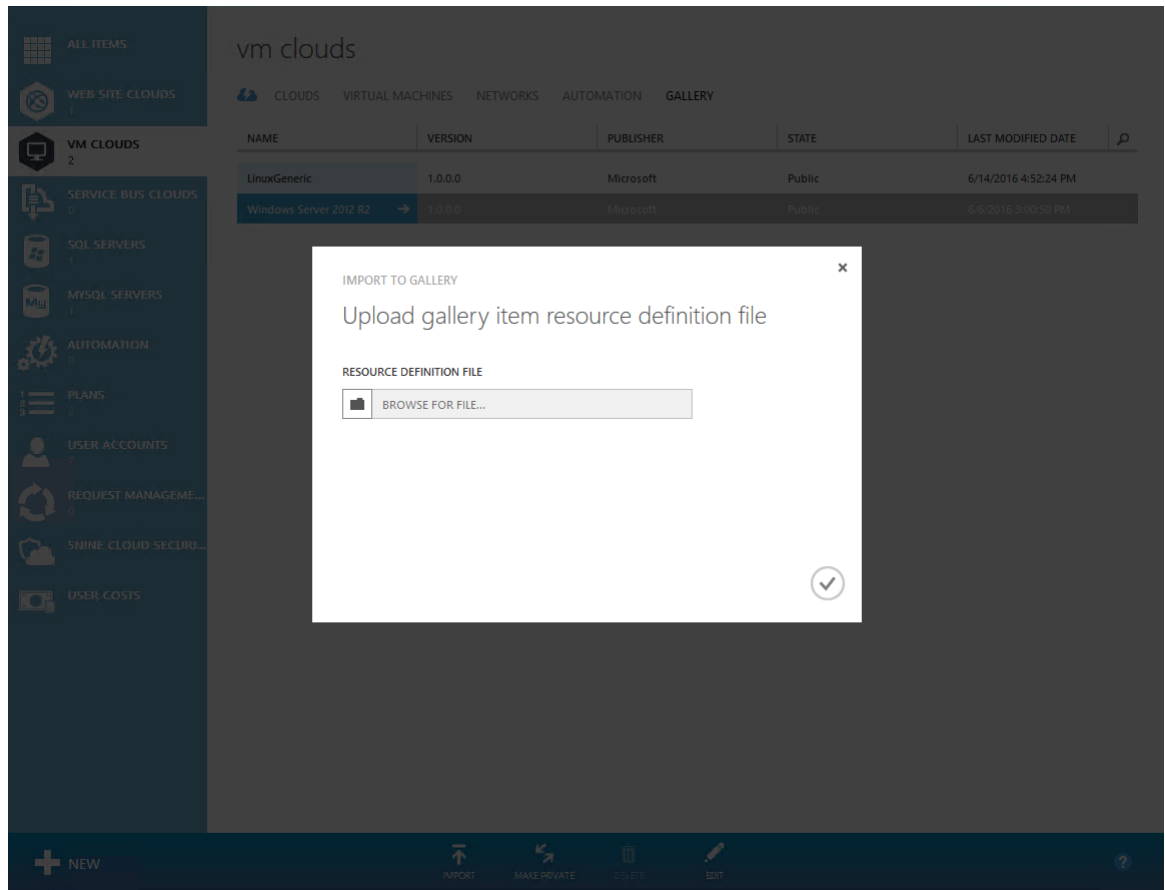 ALL ITEMS
WEB SITE CLOUDS
1
VM CLOUDS
2
SERVICE BUS CLOUDS
0
SQL SERVERS
1
MYSQL SERVERS
1
AUTOMATION
0
PLANS
2
USER ACCOUNTS
REQUEST MANAGEME...
0
5NINE CLOUD SECURI...
USER COSTS
vm clouds
CLOUDS VIRTUAL MACHINES NETWORKS AUTOMATION GALLERY
NAME VERSION PUBLISHER STATE LAST MODIFIED DATE
LinuxGeneric 1.0.0.0 Microsoft Public 6/14/2016 4:52:24 PM
Windows Server 2012 R2 1.0.0.0 Microsoft Public 6/6/2016 3:00:50 PM
IMPORT TO GALLERY
Upload gallery item resource definition file
RESOURCE DEFINITION FILE
BROWSE FOR FILE...
NEW
IMPORT MAKE PRIVATE DELETE EDIT
?